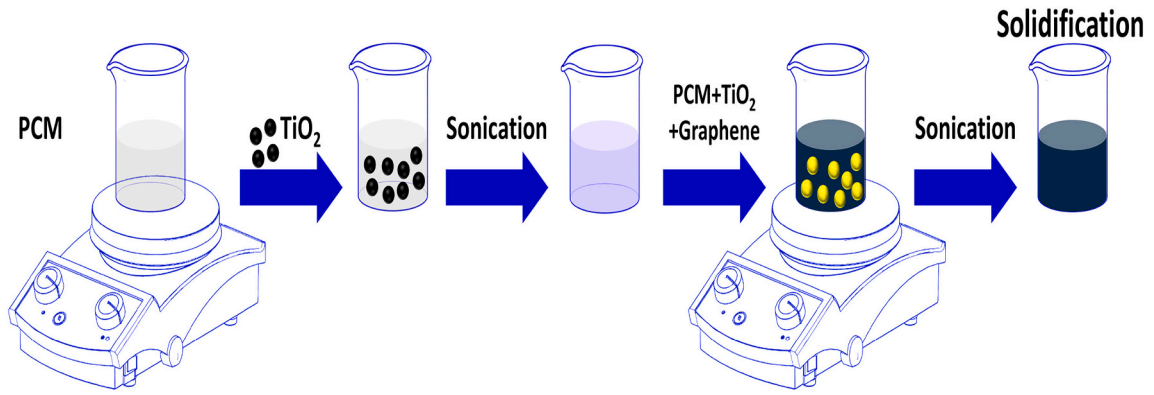 PCM
TiO₂
Sonication
PCM+TiO₂
+Graphene
Sonication
Solidification